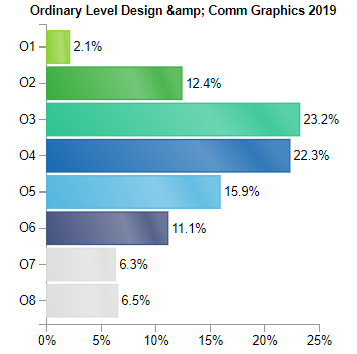 Ordinary Level Design &amp; Comm Graphics 2019
O1 2.1%
O2 12.4%
O3 23.2%
O4 22.3%
O5 15.9%
O6 11.1%
O7 6.3%
O8 6.5%
0% 5% 10% 15% 20% 25%